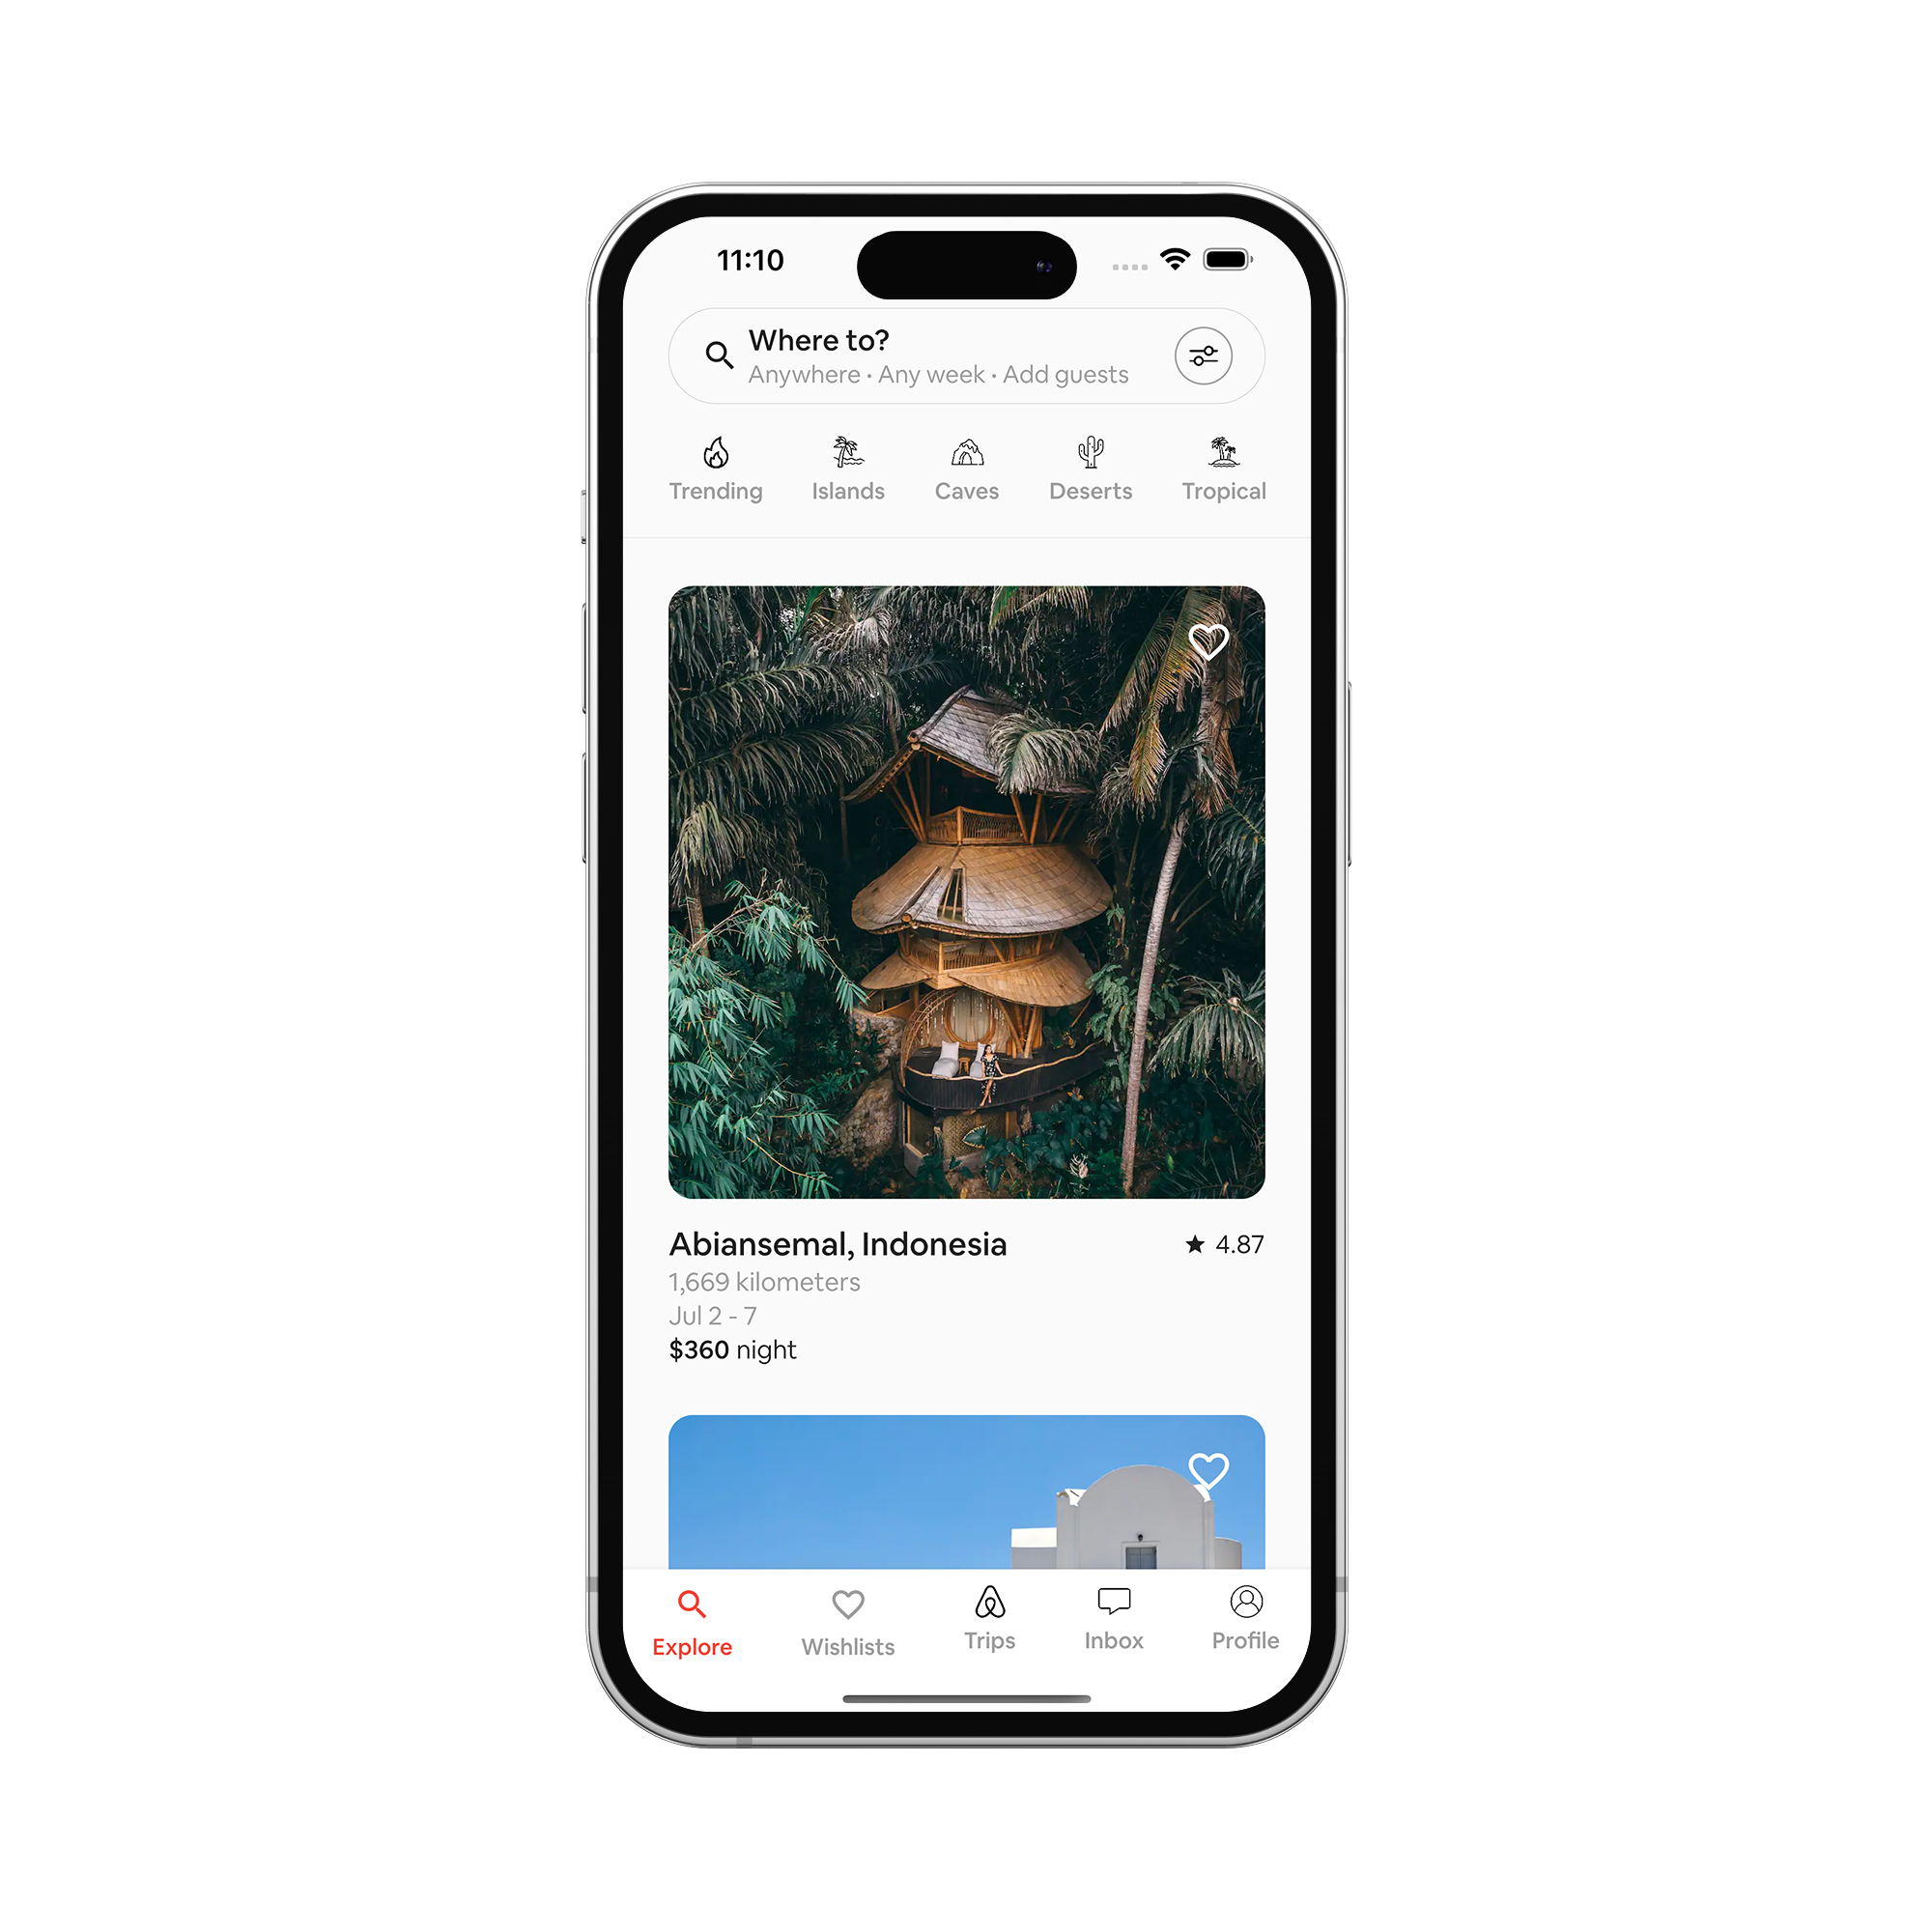 11:10
Where to?
Anywhere · Any week · Add guests
Trending Islands Caves Deserts Tropical
Abiansemal, Indonesia ★ 4.87
1,669 kilometers
Jul 2 - 7
$360 night
Explore Wishlists Trips Inbox Profile